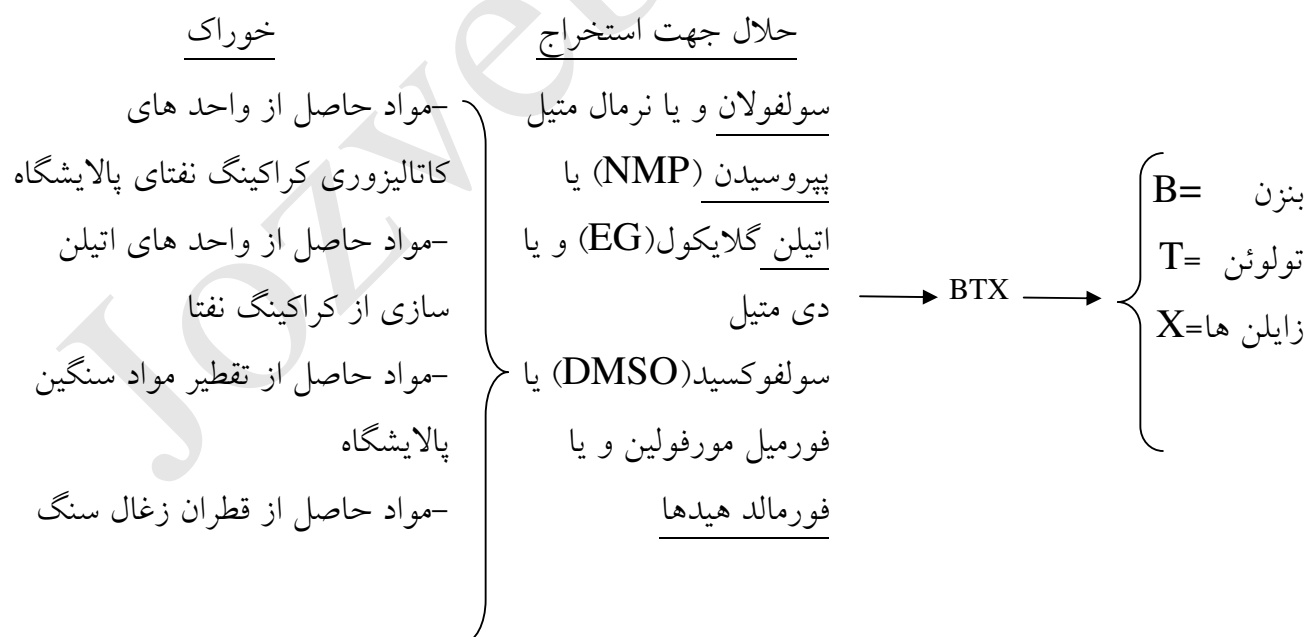 خوراک
-مواد حاصل از واحد های
کاتالیزوری کراکینگ نفتای پالایشگاه
-مواد حاصل از واحد های اتیلن
سازی از کراکینگ نفتا
-مواد حاصل از تقطیر مواد سنگین
پالایشگاه
-مواد حاصل از قطران زغال سنگ
حلال جهت استخراج
سولفولان و یا نرمال متیل
پیروسیدن (NMP) یا
اتیلن گلایکول(EG) و یا
دی متیل
سولفوکسید(DMSO) یا
فورمیل مورفولین و یا
فورمالد هیدها
BTX
بنزن B=
تولوئن T=
زایلن ها=X